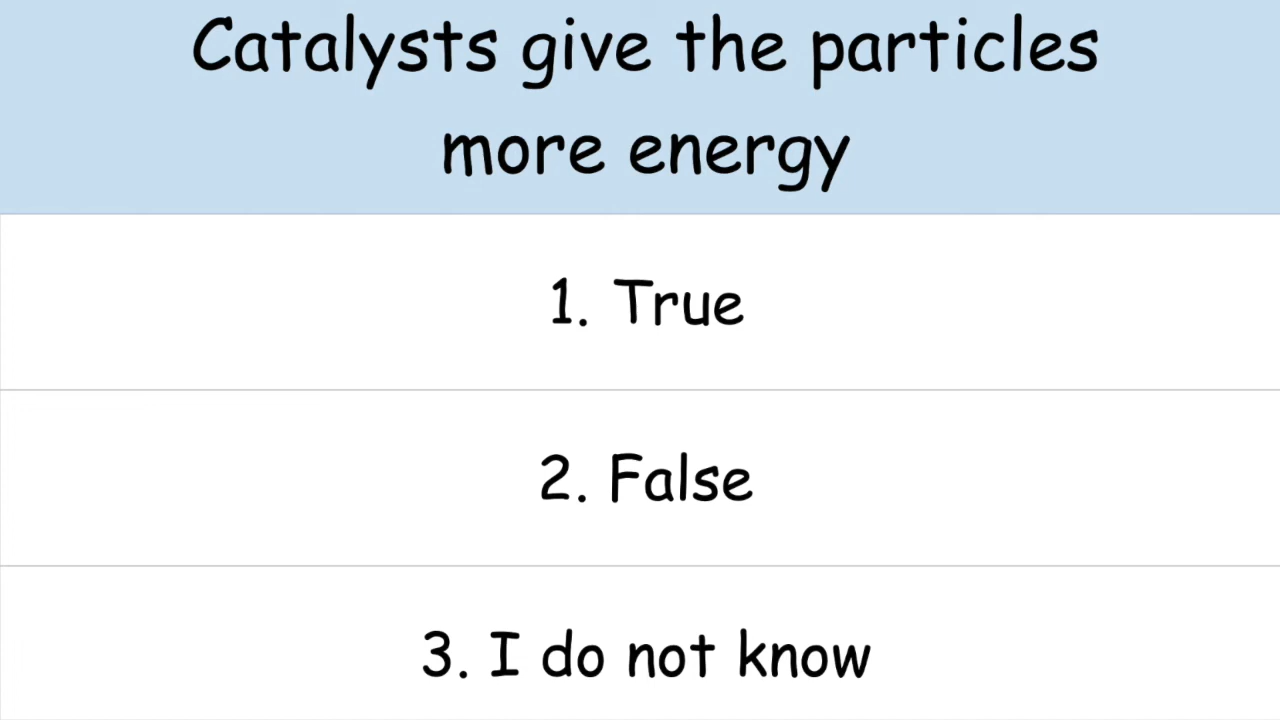 Catalysts give the particles
more energy
1. True
2. False
3. I do not know